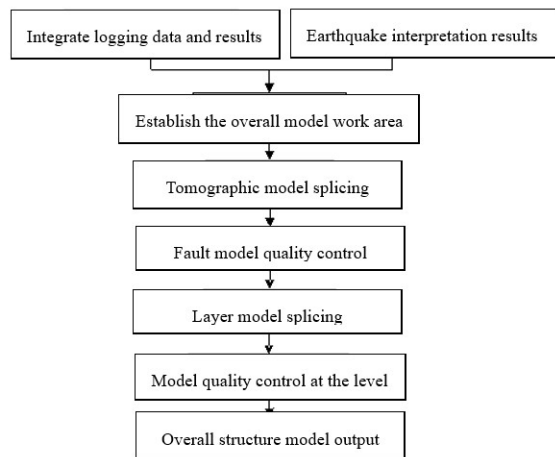 Integrate logging data and results
Earthquake interpretation results
Establish the overall model work area
Tomographic model splicing
Fault model quality control
Layer model splicing
Model quality control at the level
Overall structure model output